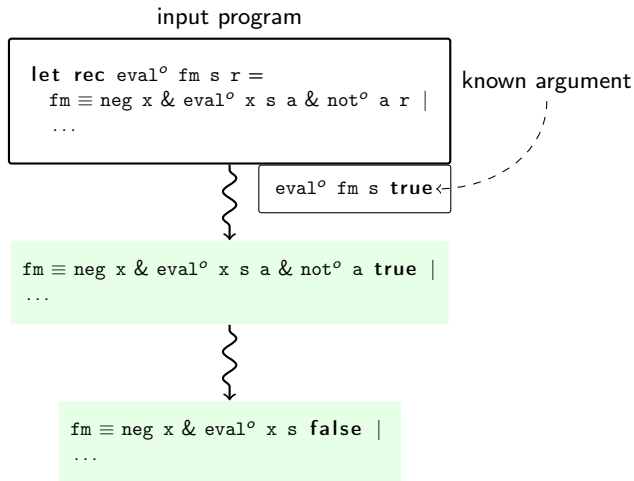 input program
let rec evalᵒ fm s r =
fm ≡ neg x & evalᵒ x s a & notᵒ a r |
...
known argument
evalᵒ fm s true
fm ≡ neg x & evalᵒ x s a & notᵒ a true |
...
fm ≡ neg x & evalᵒ x s false |
...